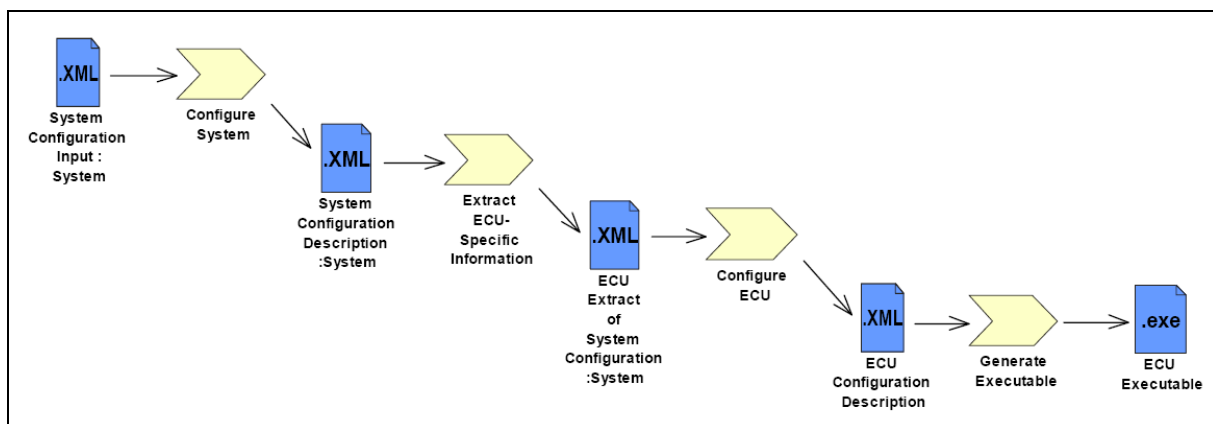 .XML
System
Configuration
Input :
System
Configure
System
.XML
System
Configuration
Description
:System
Extract
ECU-
Specific
Information
.XML
ECU
Extract
of
System
Configuration
:System
Configure
ECU
.XML
ECU
Configuration
Description
Generate
Executable
.exe
ECU
Executable